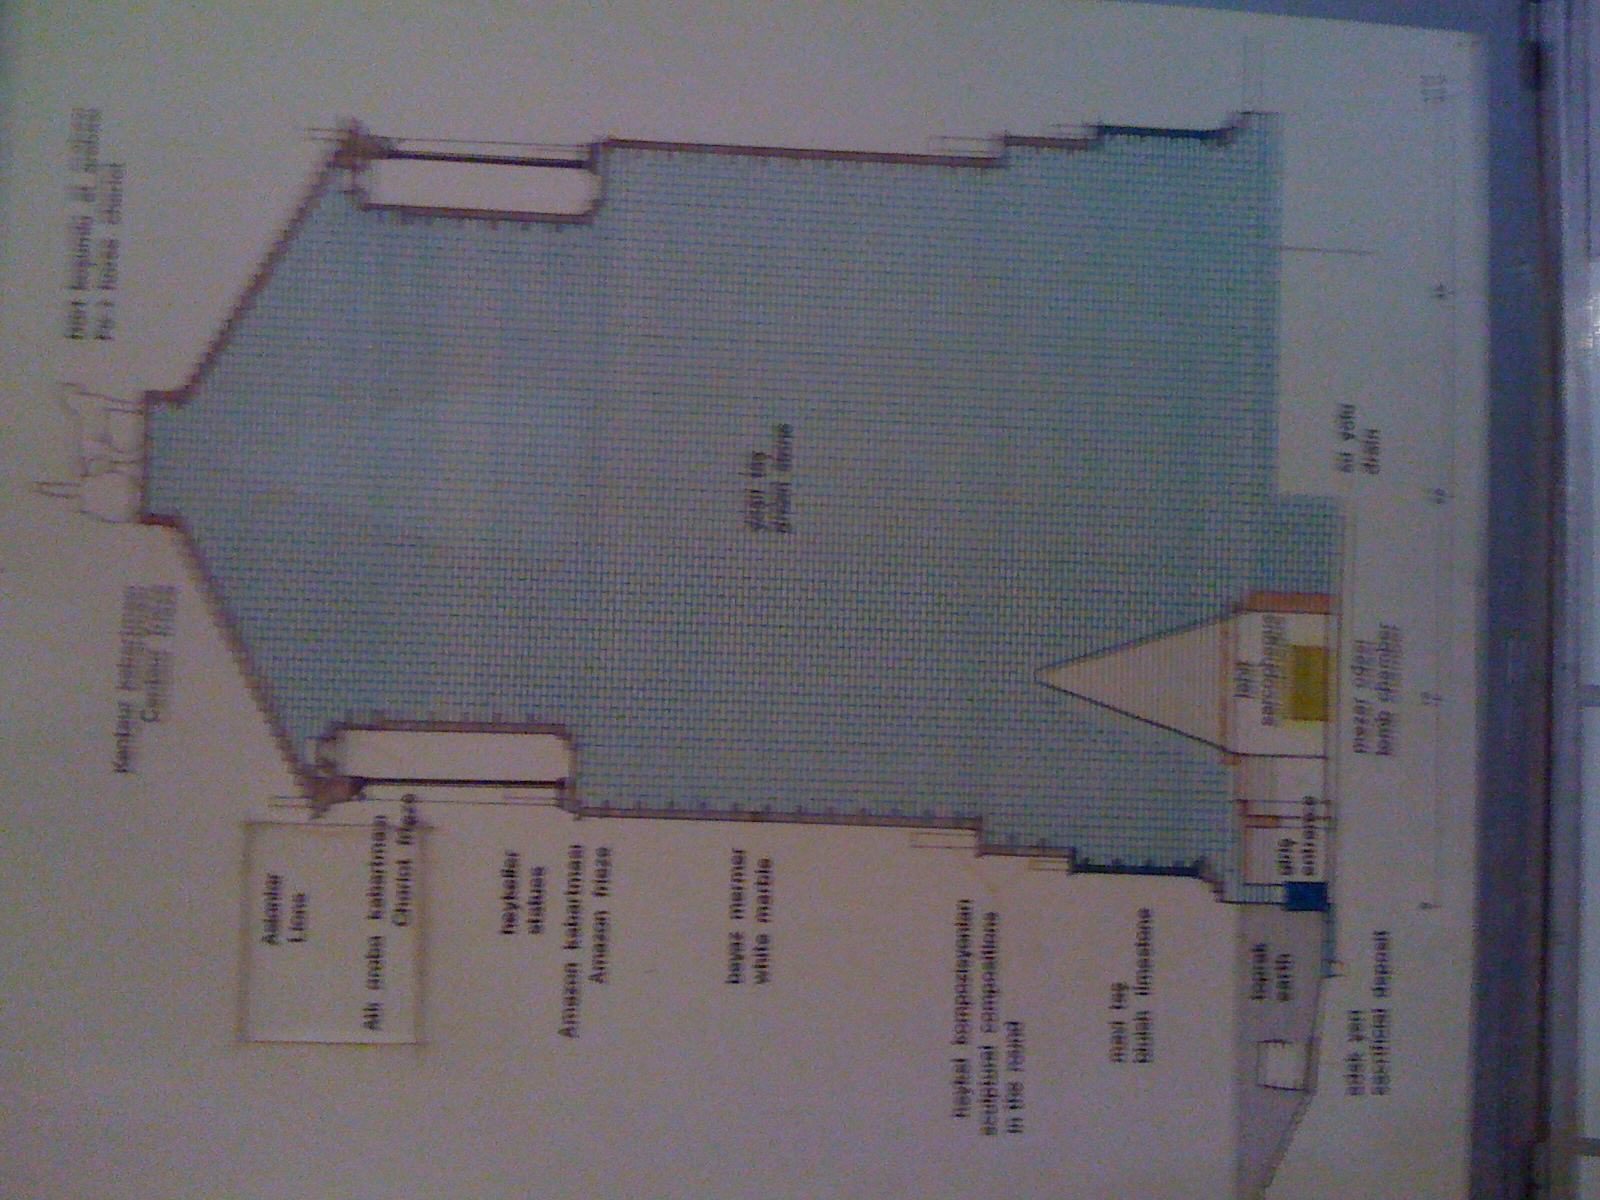 Dört koşumlu at arabası
horse chariot
Kentaur kabartması
Centaur frieze
Aslanlar
Lions
Atlı araba kabartması
Chariot frieze
heykeller
statues
Amazon kabartması
Amazon frieze
beyaz mermer
white marble
yeşil taş
green stone
heykel kompozisyonları
sculptural compositions
in the round
mavi taş
bluish limestone
toprak
earth
giriş
entrance
lahit
sarcophagus
adak yeri
sacrificial deposit
mezar odası
tomb chamber
su yolu
drain